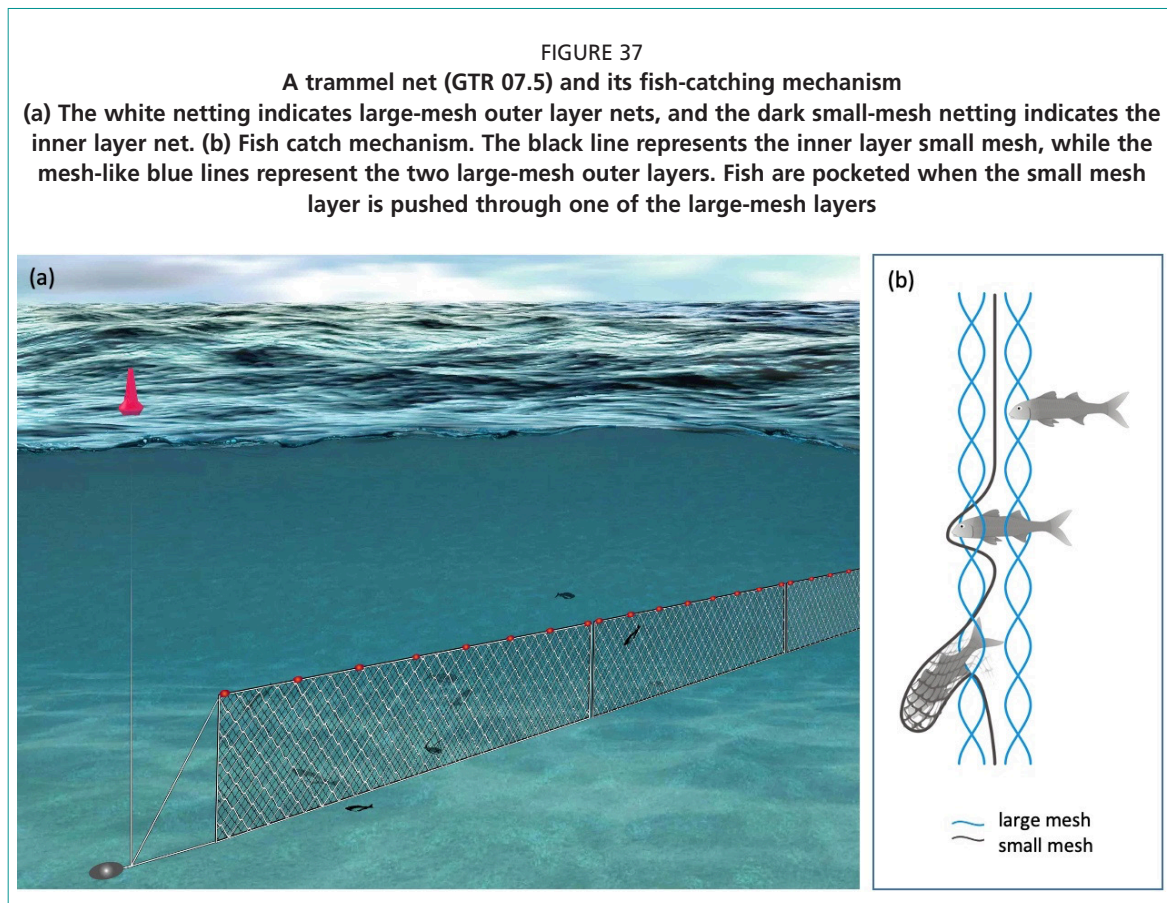 FIGURE 37
A trammel net (GTR 07.5) and its fish-catching mechanism
(a) The white netting indicates large-mesh outer layer nets, and the dark small-mesh netting indicates the
inner layer net. (b) Fish catch mechanism. The black line represents the inner layer small mesh, while the
mesh-like blue lines represent the two large-mesh outer layers. Fish are pocketed when the small mesh
layer is pushed through one of the large-mesh layers
(a)
(b)
large mesh
small mesh